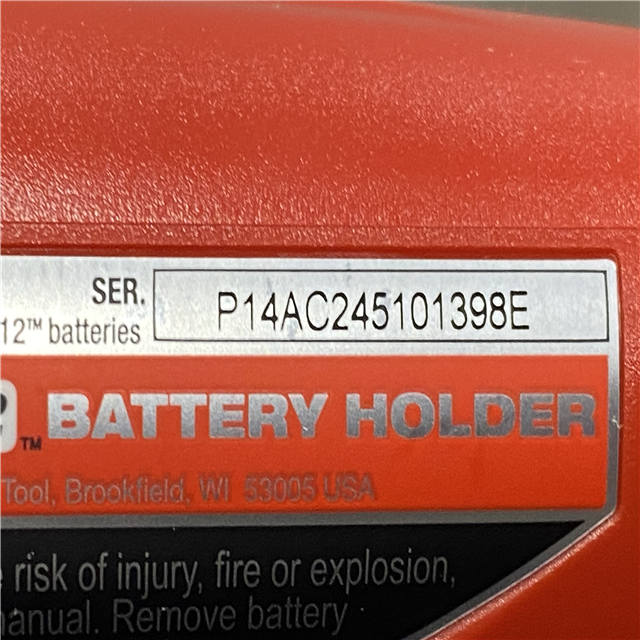 SER. P14AC245101398E
12™ batteries
™ BATTERY HOLDER
Tool, Brookfield, WI 53005 USA
risk of injury, fire or explosion,
manual. Remove battery